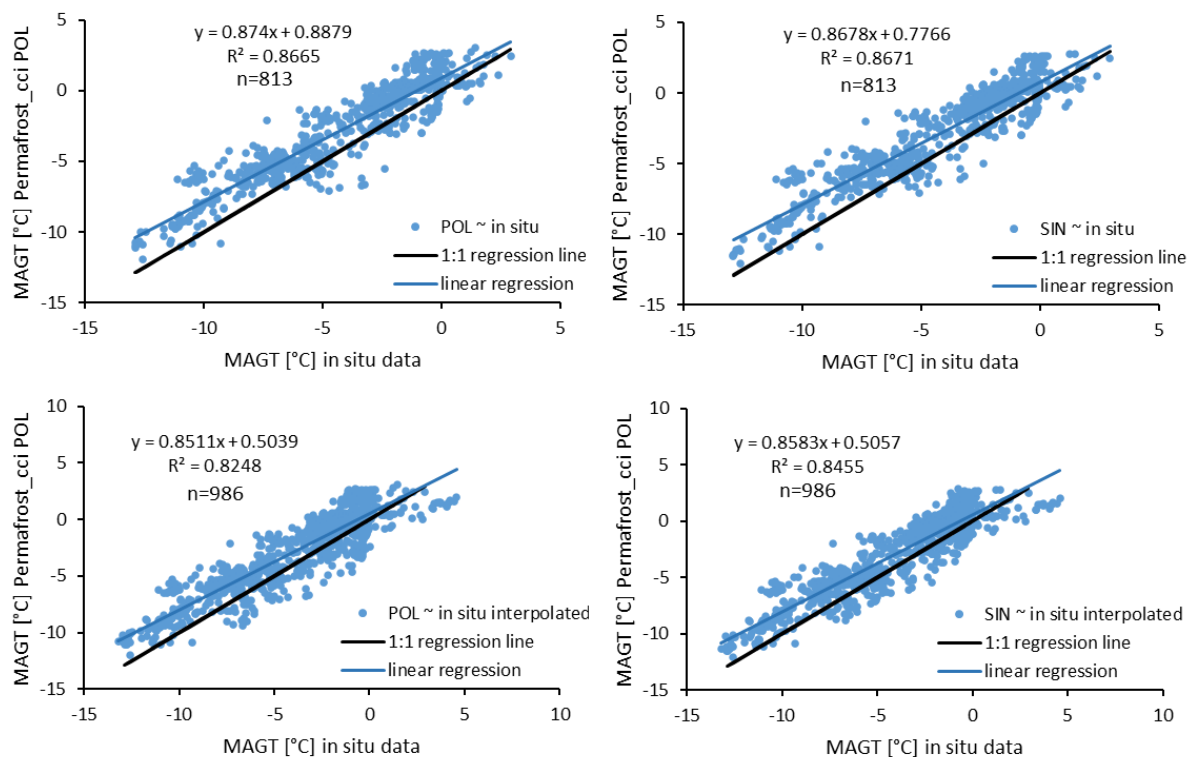 y = 0.874x + 0.8879
R² = 0.8665
n=813
5
0
-5
-10
-15
MAGT [°C] Permafrost_cci POL
POL ~ in situ
1:1 regression line
linear regression
-15 -10 -5 0 5
MAGT [°C] in situ data
y = 0.8678x + 0.7766
R² = 0.8671
n=813
5
0
-5
-10
-15
MAGT [°C] Permafrost_cci POL
SIN ~ in situ
1:1 regression line
linear regression
-15 -10 -5 0 5
MAGT [°C] in situ data
y = 0.8511x + 0.5039
R² = 0.8248
n=986
10
5
0
-5
-10
-15
MAGT [°C] Permafrost_cci POL
POL ~ in situ interpolated
1:1 regression line
linear regression
-15 -10 -5 0 5 10
MAGT [°C] in situ data
y = 0.8583x + 0.5057
R² = 0.8455
n=986
10
5
0
-5
-10
-15
MAGT [°C] Permafrost_cci POL
SIN ~ in situ interpolated
1:1 regression line
linear regression
-15 -10 -5 0 5 10
MAGT [°C] in situ data